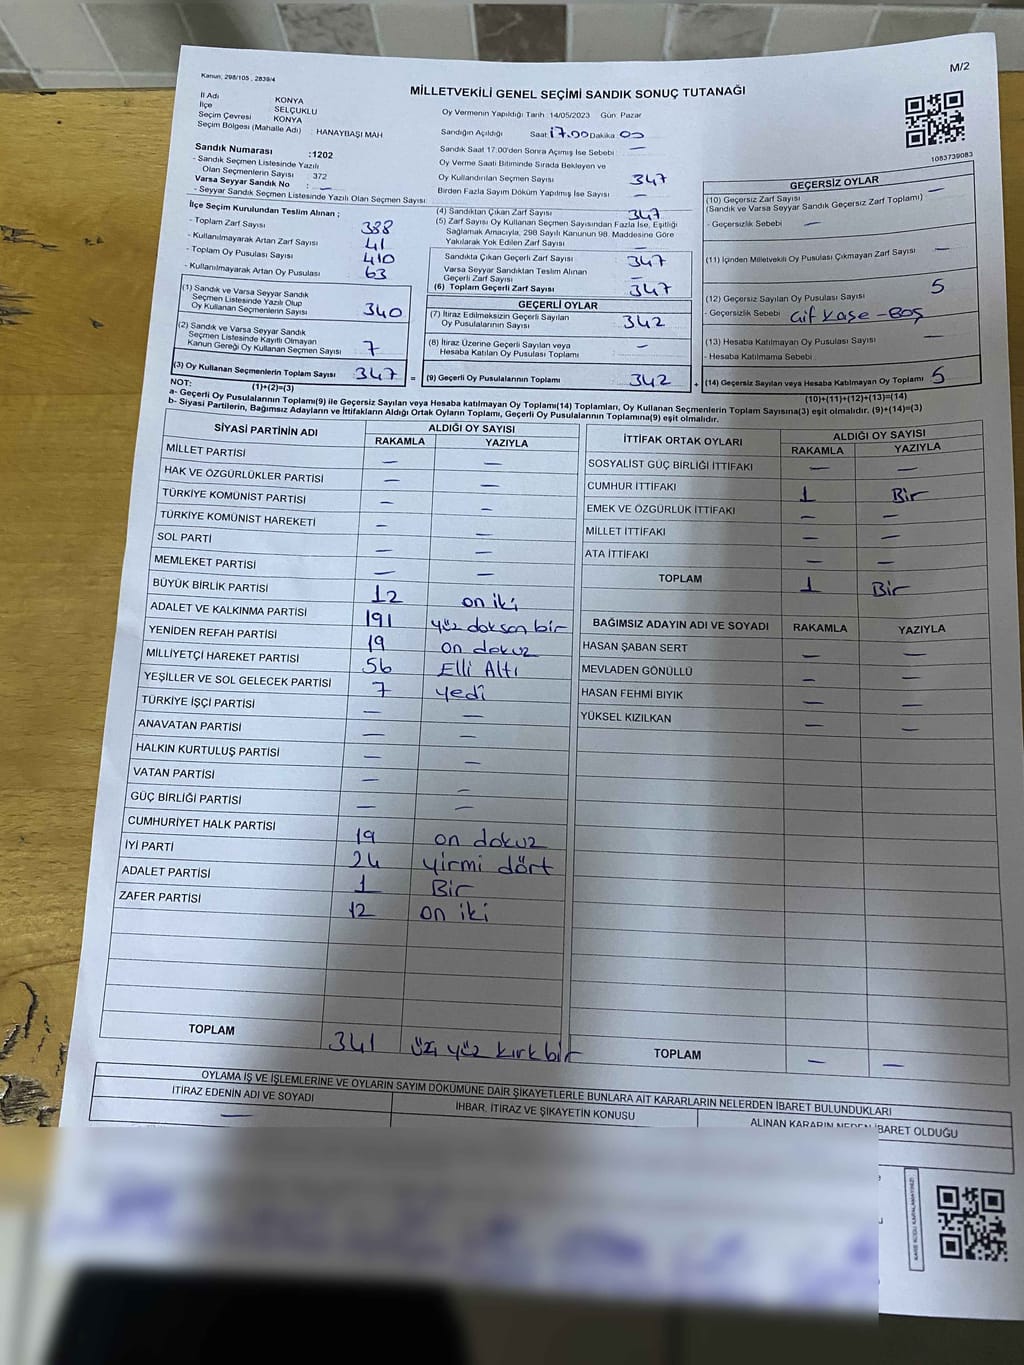 Kanun, 298/105 , 2839/4
M/2
MİLLETVEKİLİ GENEL SEÇİMİ SANDIK SONUÇ TUTANAĞI
İl Adı KONYA
İlçe SELÇUKLU
Seçim Çevresi KONYA
Seçim Bölgesi (Mahalle Adı) : HANAYBAŞI MAH
Oy Vermenin Yapıldığı Tarih :14/05/2023 Gün: Pazar
Sandığın Açıldığı Saat 17.00 Dakika 00
Sandık Saat 17:00'den Sonra Açımış İse Sebebi —
Oy Verme Saati Bitiminde Sırada Bekleyen ve
Oy Kullandırılan Seçmen Sayısı 347
Birden Fazla Sayım Döküm Yapılmış İse Sayısı —
1083739083
Sandık Numarası :1202
- Sandık Seçmen Listesinde Yazılı
Olan Seçmenlerin Sayısı : 372
Varsa Seyyar Sandık No : —
- Seyyar Sandık Seçmen Listesinde Yazılı Olan Seçmen Sayısı:
İlçe Seçim Kurulundan Teslim Alınan ;
- Toplam Zarf Sayısı 388
- Kullanılmayarak Artan Zarf Sayısı 41
- Toplam Oy Pusulası Sayısı 410
- Kullanılmayarak Artan Oy Pusulası 63
(1) Sandık ve Varsa Seyyar Sandık
Seçmen Listesinde Yazılı Olup
Oy Kullanan Seçmenlerin Sayısı 340
(2) Sandık ve Varsa Seyyar Sandık
Seçmen Listesinde Kayıtlı Olmayan
Kanun Gereği Oy Kullanan Seçmen Sayısı 7
(3) Oy Kullanan Seçmenlerin Toplam Sayısı 347 =
(1)+(2)=(3)
(4) Sandıktan Çıkan Zarf Sayısı 347
(5) Zarf Sayısı Oy Kullanan Seçmen Sayısından Fazla İse, Eşitliği
Sağlamak Amacıyla, 298 Sayılı Kanunun 98. Maddesine Göre
Yakılarak Yok Edilen Zarf Sayısı —
Sandıkta Çıkan Geçerli Zarf Sayısı 347
Varsa Seyyar Sandıktan Teslim Alınan
Geçerli Zarf Sayısı —
(6) Toplam Geçerli Zarf Sayısı 347
GEÇERLİ OYLAR
(7) İtiraz Edilmeksizin Geçerli Sayılan
Oy Pusulalarının Sayısı 342
(8) İtiraz Üzerine Geçerli Sayılan veya
Hesaba Katılan Oy Pusulası Toplamı —
(9) Geçerli Oy Pusulalarının Toplamı 342 +
GEÇERSİZ OYLAR
(10) Geçersiz Zarf Sayısı —
(Sandık ve Varsa Seyyar Sandık Geçersiz Zarf Toplamı)
- Geçersizlik Sebebi —
(11) İçinden Milletvekili Oy Pusulası Çıkmayan Zarf Sayısı —
(12) Geçersiz Sayılan Oy Pusulası Sayısı 5
- Geçersizlik Sebebi Çift Kaşe - Boş
(13) Hesaba Katılmayan Oy Pusulası Sayısı —
- Hesaba Katılmama Sebebi
(14) Geçersiz Sayılan veya Hesaba Katılmayan Oy Toplamı 5
(10)+(11)+(12)+(13)=(14)
NOT:
a- Geçerli Oy Pusulası Toplamı(9) ile Geçersiz Sayılan veya Hesaba Katılmayan Oy Toplamı(14) Toplamları, Oy Kullanan Seçmenlerin Toplam Sayısına(3) eşit olmalıdır. (9)+(14)=(3)
b- Siyasi Partilerin, Bağımsız Adayların ve İttifakların Aldığı Ortak Oyların Toplamı, Geçerli Oy Pusulalarının Toplamına(9) eşit olmalıdır.
SİYASİ PARTİNİN ADI ALDIĞI OY SAYISI
RAKAMLA YAZIYLA
MİLLET PARTİSİ — —
HAK VE ÖZGÜRLÜKLER PARTİSİ — —
TÜRKİYE KOMÜNİST PARTİSİ — —
TÜRKİYE KOMÜNİST HAREKETİ — —
SOL PARTİ — —
MEMLEKET PARTİSİ — —
BÜYÜK BİRLİK PARTİSİ 12 on iki
ADALET VE KALKINMA PARTİSİ 191 yüz doksan bir
YENİDEN REFAH PARTİSİ 19 on dokuz
MİLLİYETÇİ HAREKET PARTİSİ 56 Elli Altı
YEŞİLLER VE SOL GELECEK PARTİSİ 7 yedi
TÜRKİYE İŞÇİ PARTİSİ — —
ANAVATAN PARTİSİ — —
HALKIN KURTULUŞ PARTİSİ — —
VATAN PARTİSİ — —
GÜÇ BİRLİĞİ PARTİSİ — —
CUMHURİYET HALK PARTİSİ 19 on dokuz
İYİ PARTİ 24 yirmi dört
ADALET PARTİSİ 1 Bir
ZAFER PARTİSİ 12 on iki
TOPLAM 341 üç yüz kırk bir
İTTİFAK ORTAK OYLARI ALDIĞI OY SAYISI
RAKAMLA YAZIYLA
SOSYALİST GÜÇ BİRLİĞİ İTTİFAKI — —
CUMHUR İTTİFAKI 1 Bir
EMEK VE ÖZGÜRLÜK İTTİFAKI — —
MİLLET İTTİFAKI — —
ATA İTTİFAKI — —
TOPLAM 1 Bir
BAĞIMSIZ ADAYIN ADI VE SOYADI RAKAMLA YAZIYLA
HASAN ŞABAN SERT — —
MEVLADEN GÖNÜLLÜ — —
HASAN FEHMİ BIYIK — —
YÜKSEL KIZILKAN — —
TOPLAM — —
OYLAMA İŞ VE İŞLEMLERİNE VE OYLARIN SAYIM DÖKÜMÜNE DAİR ŞİKAYETLERLE BUNLARA AİT KARARLARIN NELERDEN İBARET BULUNDUKLARI
İTİRAZ EDENİN ADI VE SOYADI İHBAR, İTİRAZ VE ŞİKAYETİN KONUSU ALINAN KARARIN NEDEN İBARET OLDUĞU
—